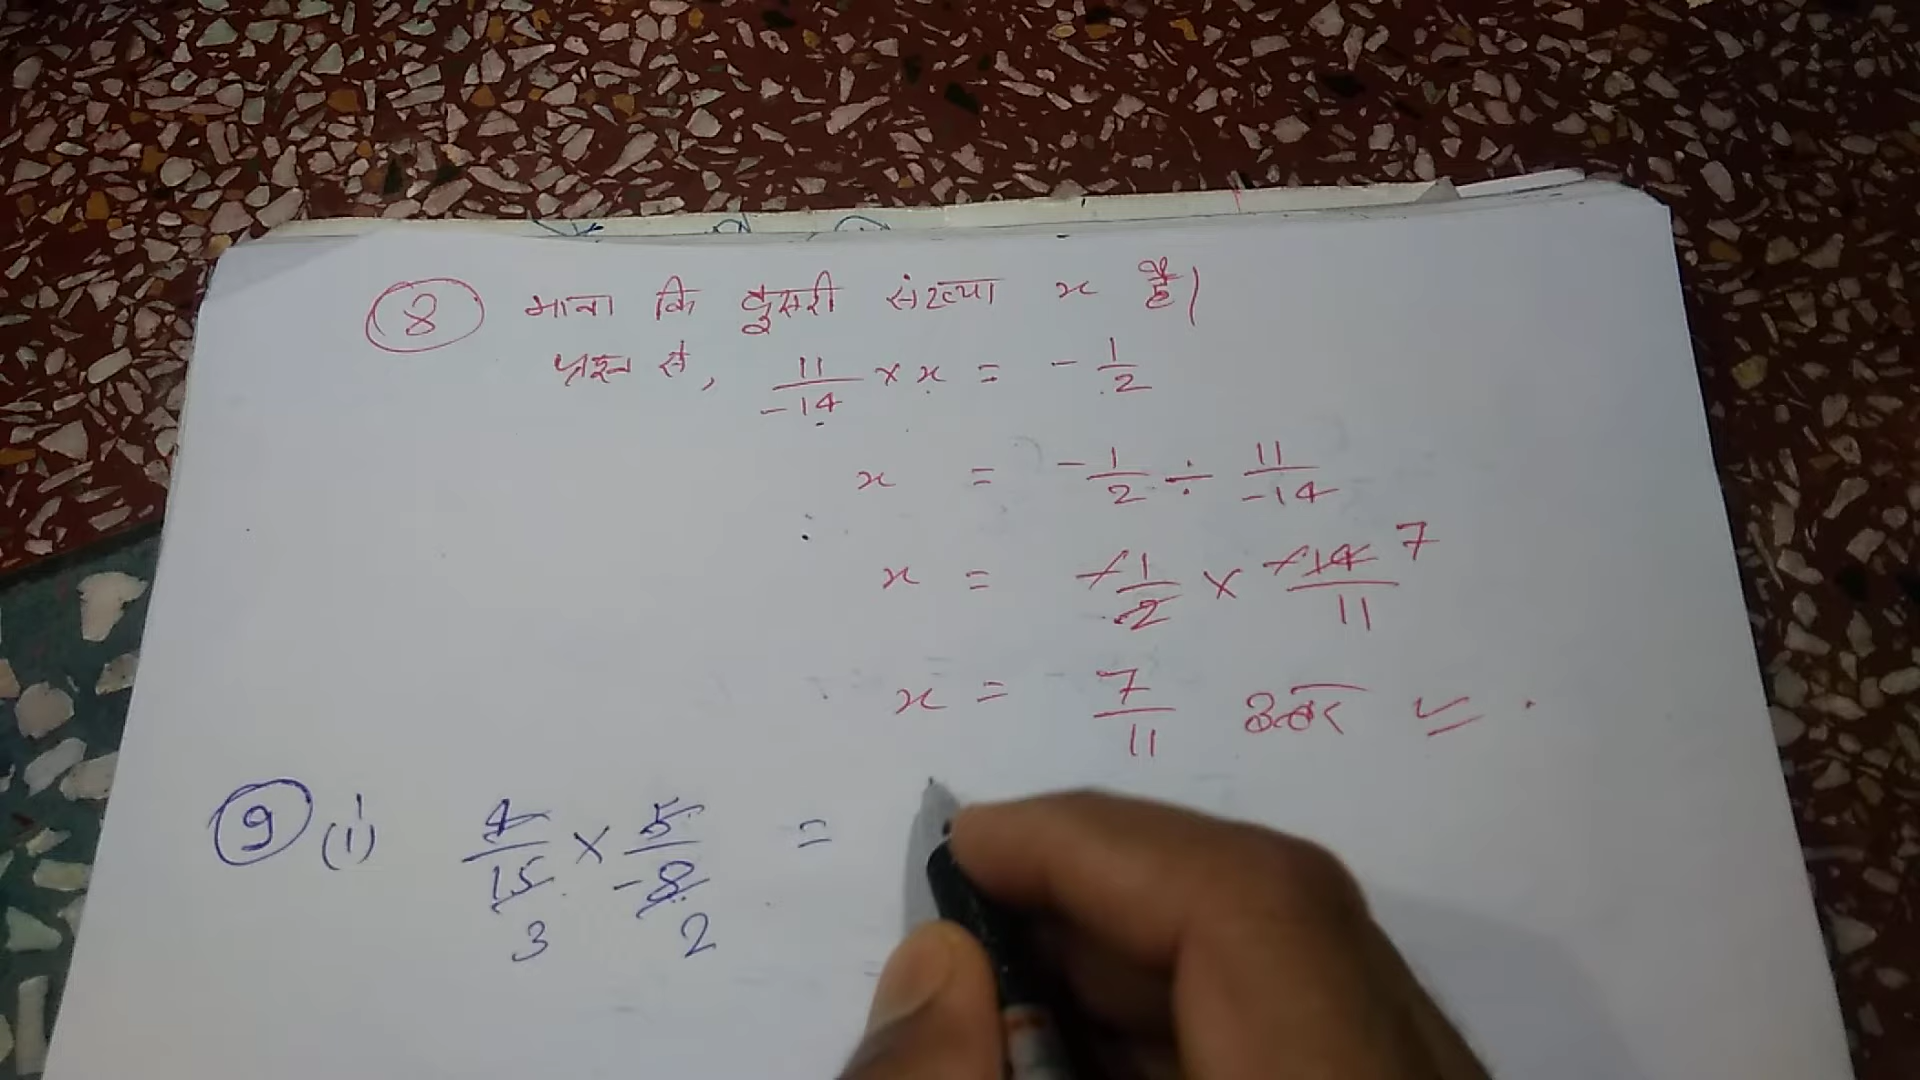 8 माना कि दूसरी संख्या x है।
प्रश्न से, 11/-14 × x = - 1/2
x = -1/2 ÷ 11/-14
x = -1/2 × -14/11 7
x = 7/11 उत्तर
9 (i) 4/15 × 5/-8 =
3 2